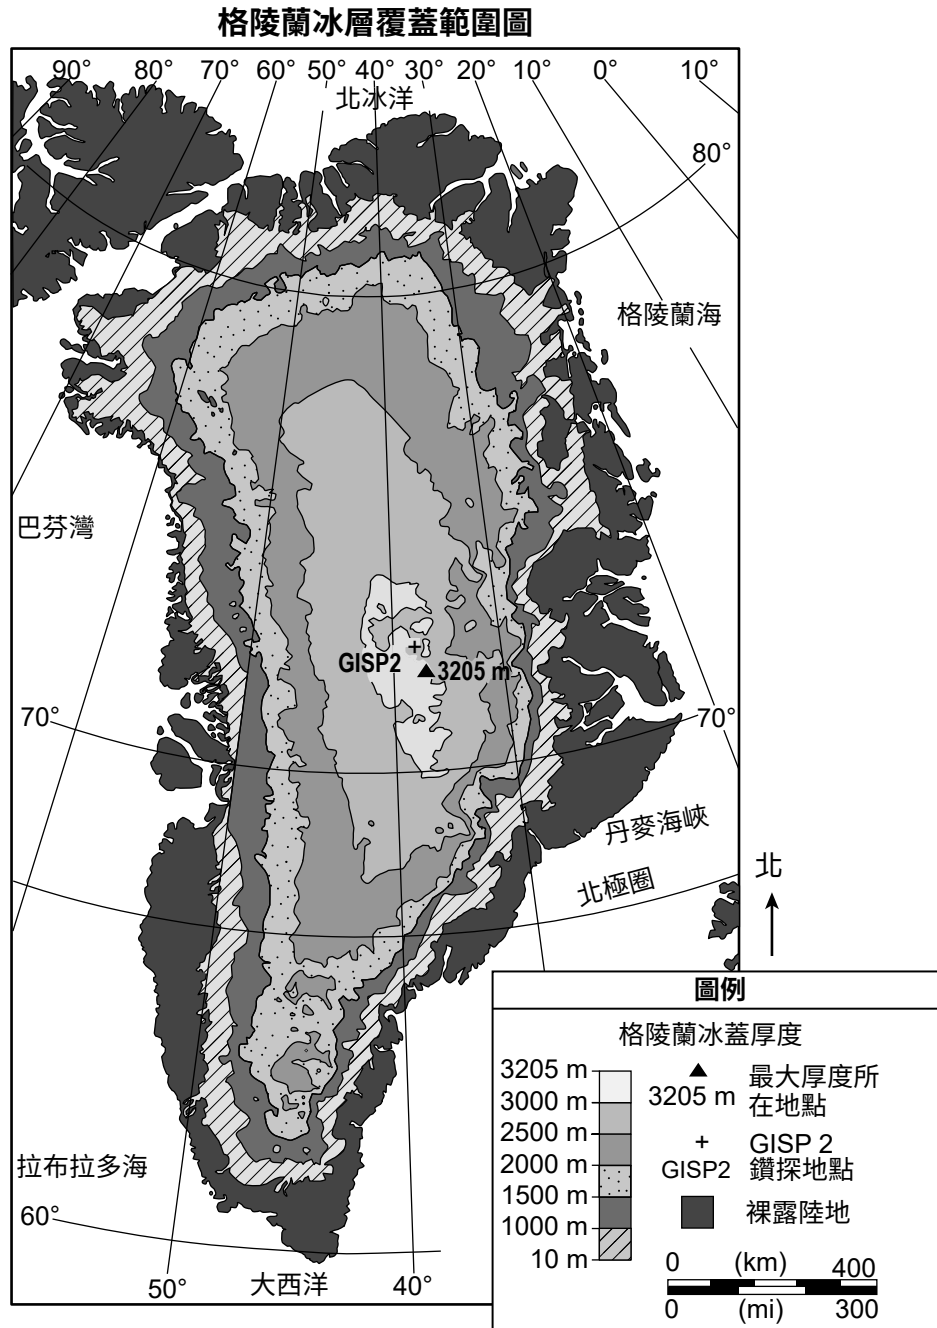 格陵蘭冰層覆蓋範圍圖
90° 80° 70° 60° 50° 40° 30° 20° 10° 0° 10°
北冰洋
80°
格陵蘭海
巴芬灣
GISP2
3205 m
70°
70°
丹麥海峽
北極圈
北
拉布拉多海
60°
50°
大西洋
40°
圖例
格陵蘭冰蓋厚度
3205 m
3000 m
2500 m
2000 m
1500 m
1000 m
10 m
3205 m
最大厚度所
在地點
+
GISP2
GISP 2
鑽探地點
裸露陸地
0 (km) 400
0 (mi) 300